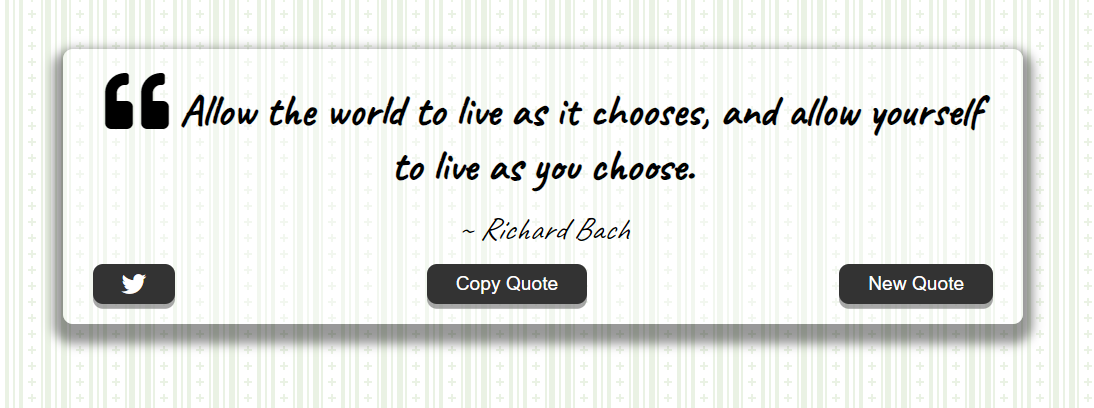 ❝ Allow the world to live as it chooses, and allow yourself
to live as you choose.
~ Richard Bach
Copy Quote
New Quote